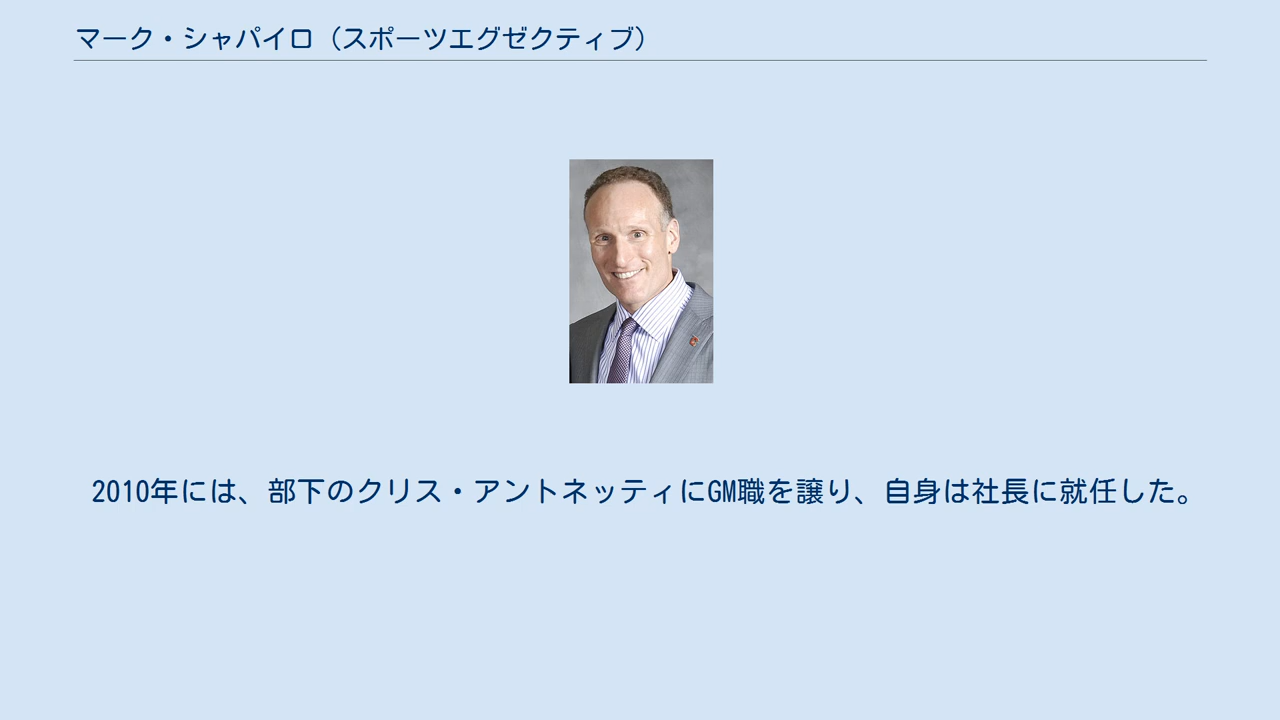 マーク・シャパイロ（スポーツエグゼクティブ）
2010年には、部下のクリス・アントネッティにGM職を譲り、自身は社長に就任した。